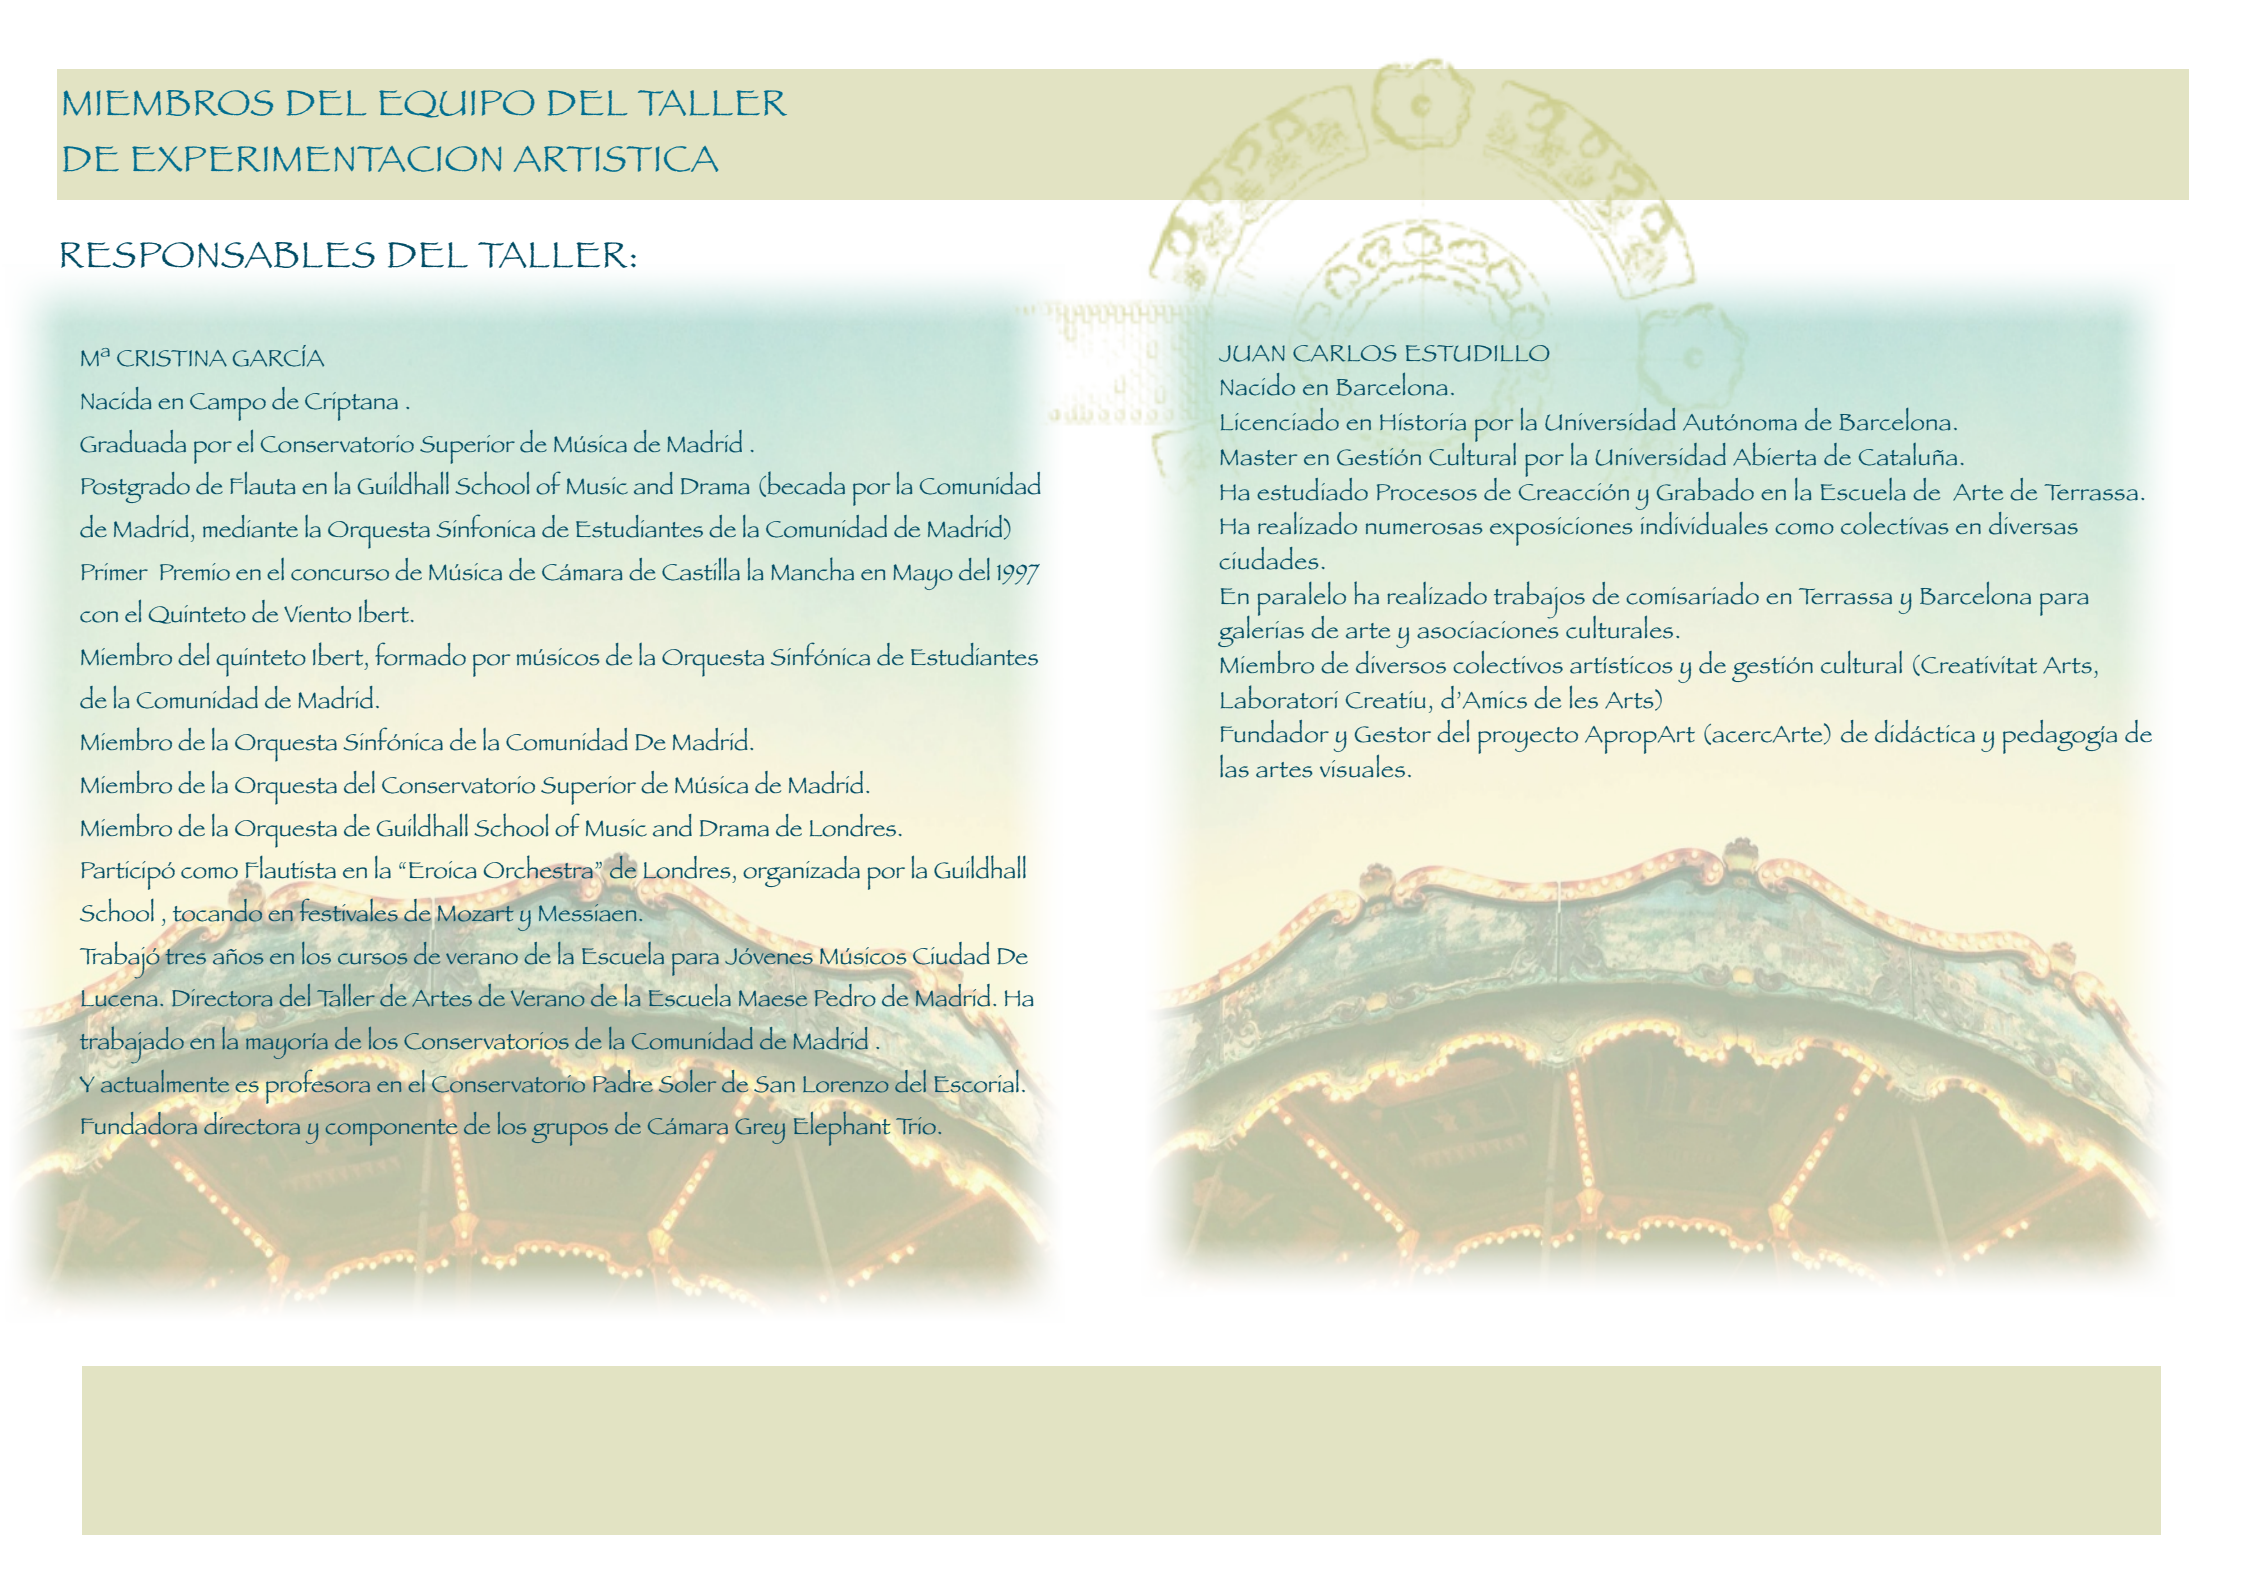 MIEMBROS DEL EQUIPO DEL TALLER
DE EXPERIMENTACION ARTISTICA
RESPONSABLES DEL TALLER:
Mª CRISTINA GARCÍA
Nacida en Campo de Criptana .
Graduada por el Conservatorio Superior de Música de Madrid .
Postgrado de Flauta en la Guildhall School of Music and Drama (becada por la Comunidad
de Madrid, mediante la Orquesta Sinfonica de Estudiantes de la Comunidad de Madrid)
Primer  Premio en el concurso de Música de Cámara de Castilla la Mancha en Mayo del 1997
con el Quinteto de Viento Ibert.
Miembro del quinteto Ibert, formado por músicos de la Orquesta Sinfónica de Estudiantes
de la Comunidad de Madrid.
Miembro de la Orquesta Sinfónica de la Comunidad De Madrid.
Miembro de la Orquesta del Conservatorio Superior de Música de Madrid.
Miembro de la Orquesta de Guildhall School of Music and Drama de Londres.
Participó como Flautista en la “Eroica Orchestra” de Londres, organizada por la Guildhall
School , tocando en festivales de Mozart y Messiaen.
Trabajó tres años en los cursos de verano de la Escuela para Jóvenes Músicos Ciudad De
Lucena. Directora del Taller de Artes de Verano de la Escuela Maese Pedro de Madrid. Ha
trabajado en la mayoría de los Conservatorios de la Comunidad de Madrid .
Y actualmente es profesora en el Conservatorio Padre Soler de San Lorenzo del Escorial.
Fundadora directora y componente de los grupos de Cámara Grey Elephant Trio.
JUAN CARLOS ESTUDILLO
Nacido en Barcelona.
Licenciado en Historia por la Universidad Autónoma de Barcelona.
Master en Gestión Cultural por la Universidad Abierta de Cataluña.
Ha estudiado Procesos de Creacción y Grabado en la Escuela de  Arte de Terrassa.
Ha realizado numerosas exposiciones individuales como colectivas en diversas
ciudades.
En paralelo ha realizado trabajos de comisariado en Terrassa y Barcelona para
galerias de arte y asociaciones culturales.
Miembro de diversos colectivos artísticos y de gestión cultural (Creativitat Arts,
Laboratori Creatiu, d’Amics de les Arts)
Fundador y Gestor del proyecto ApropArt (acercArte) de didáctica y pedagogía de
las artes visuales.